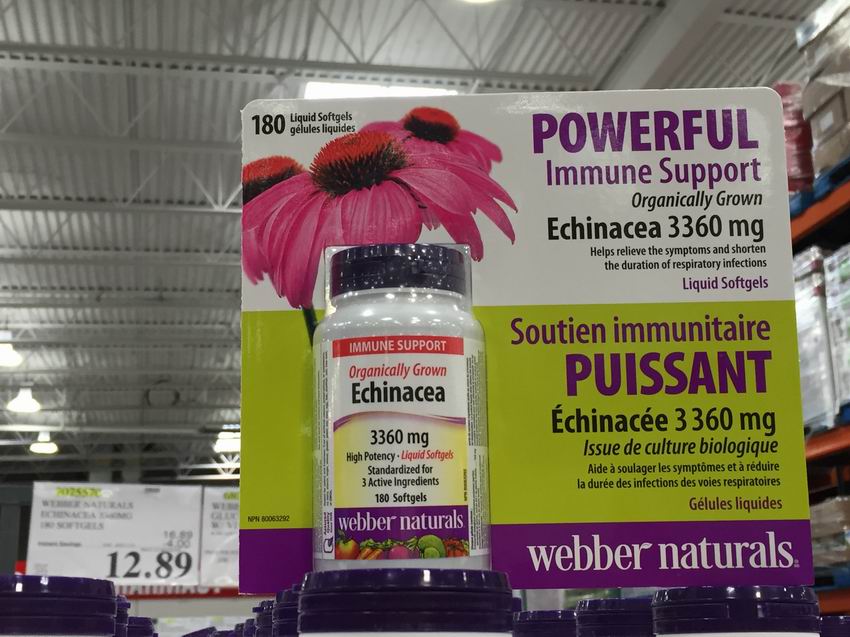 180 Liquid Softgels
gélules liquides
POWERFUL
Immune Support
Organically Grown
Echinacea 3360 mg
Helps relieve the symptoms and shorten
the duration of respiratory infections
Liquid Softgels
Soutien immunitaire
PUISSANT
Échinacée 3 360 mg
Issue de culture biologique
Aide à soulager les symptômes et à réduire
la durée des infections des voies respiratoires
Gélules liquides
webber naturals
NPN 80063292
IMMUNE SUPPORT
Organically Grown
Echinacea
3360 mg
High Potency • Liquid Softgels
Standardized for
3 Active Ingredients
180 Softgels
webber naturals
WEBBER NATURALS
ECHINACEA 3360MG
180 SOFTGELS
16.89
-4.00
12.89